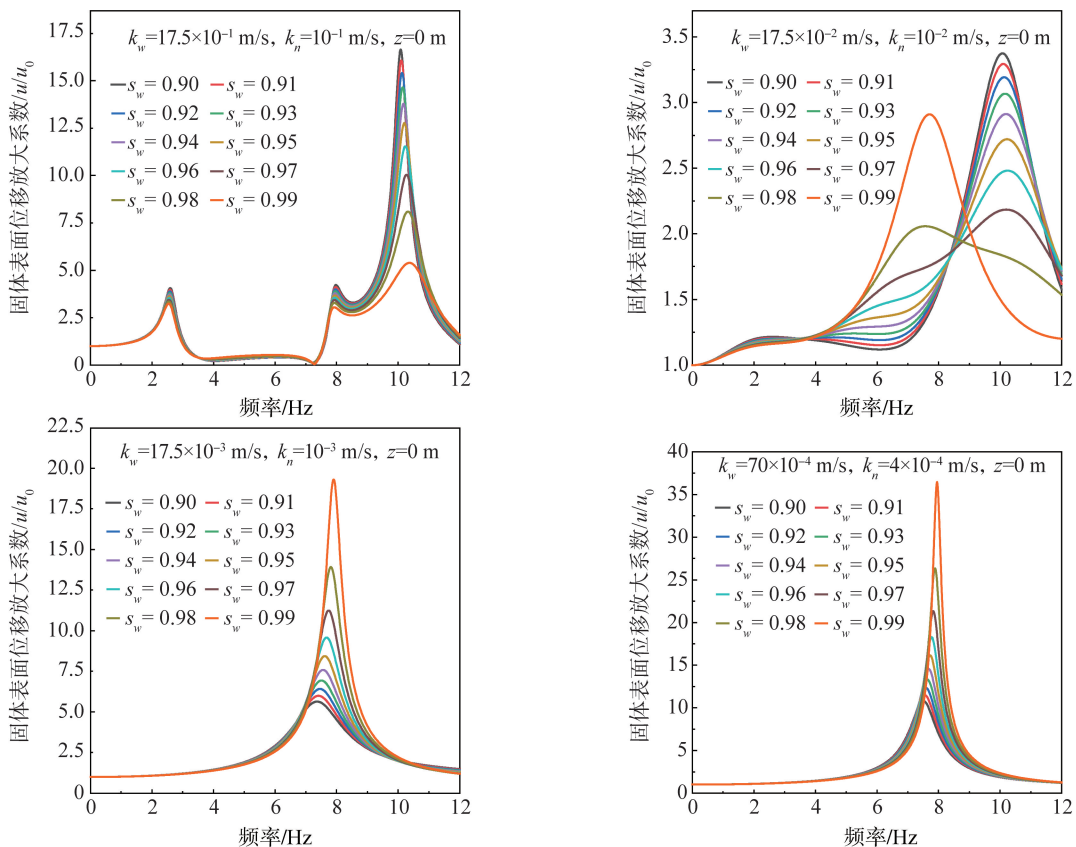 固体表面位移放大系数/u/u₀
17.5
15.0
12.5
10.0
7.5
5.0
2.5
0
k_w=17.5×10⁻¹ m/s, k_n=10⁻¹ m/s, z=0 m
s_w= 0.90 s_w= 0.91
s_w= 0.92 s_w= 0.93
s_w= 0.94 s_w= 0.95
s_w= 0.96 s_w= 0.97
s_w= 0.98 s_w= 0.99
0 2 4 6 8 10 12
频率/Hz
固体表面位移放大系数/u/u₀
3.5
3.0
2.5
2.0
1.5
1.0
k_w=17.5×10⁻² m/s, k_n=10⁻² m/s, z=0 m
s_w= 0.90 s_w= 0.91
s_w= 0.92 s_w= 0.93
s_w= 0.94 s_w= 0.95
s_w= 0.96 s_w= 0.97
s_w= 0.98 s_w= 0.99
0 2 4 6 8 10 12
频率/Hz
固体表面位移放大系数/u/u₀
22.5
20.0
17.5
15.0
12.5
10.0
7.5
5.0
2.5
0
k_w=17.5×10⁻³ m/s, k_n=10⁻³ m/s, z=0 m
s_w= 0.90 s_w= 0.91
s_w= 0.92 s_w= 0.93
s_w= 0.94 s_w= 0.95
s_w= 0.96 s_w= 0.97
s_w= 0.98 s_w= 0.99
0 2 4 6 8 10 12
频率/Hz
固体表面位移放大系数/u/u₀
40
35
30
25
20
15
10
5
0
k_w=70×10⁻⁴ m/s, k_n=4×10⁻⁴ m/s, z=0 m
s_w= 0.90 s_w= 0.91
s_w= 0.92 s_w= 0.93
s_w= 0.94 s_w= 0.95
s_w= 0.96 s_w= 0.97
s_w= 0.98 s_w= 0.99
0 2 4 6 8 10 12
频率/Hz